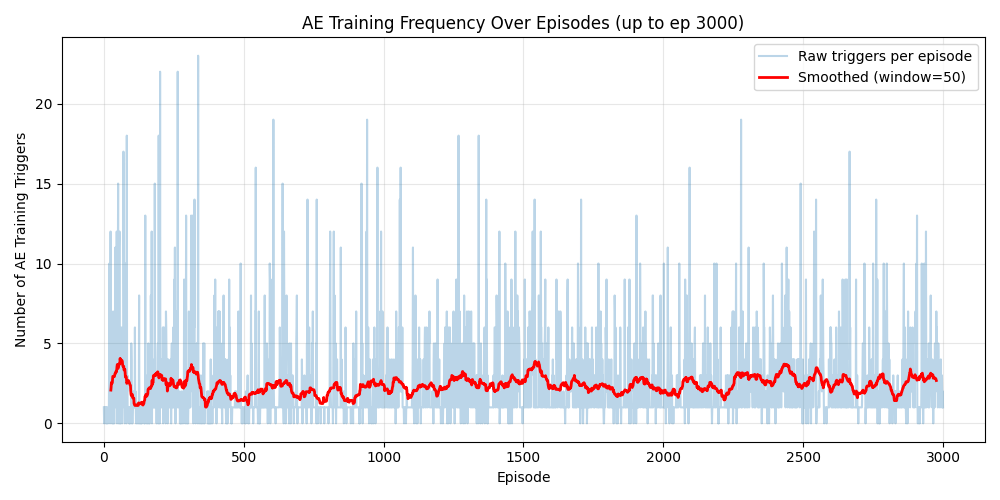 AE Training Frequency Over Episodes (up to ep 3000)
Raw triggers per episode
Smoothed (window=50)
Number of AE Training Triggers
20
15
10
5
0
0 500 1000 1500 2000 2500 3000
Episode